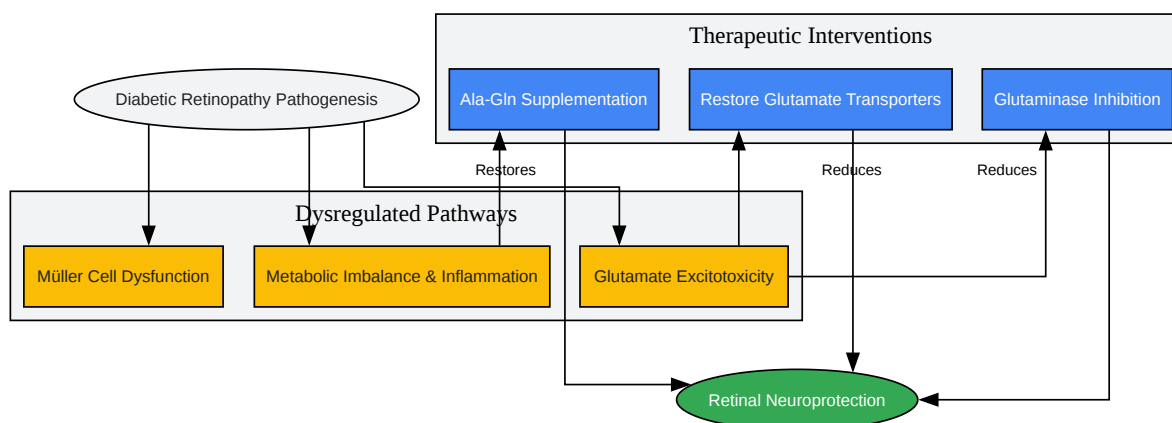 Therapeutic Interventions
Diabetic Retinopathy Pathogenesis
Ala-Gln Supplementation
Restore Glutamate Transporters
Glutaminase Inhibition
Restores
Reduces
Reduces
Dysregulated Pathways
Müller Cell Dysfunction
Metabolic Imbalance & Inflammation
Glutamate Excitotoxicity
Retinal Neuroprotection